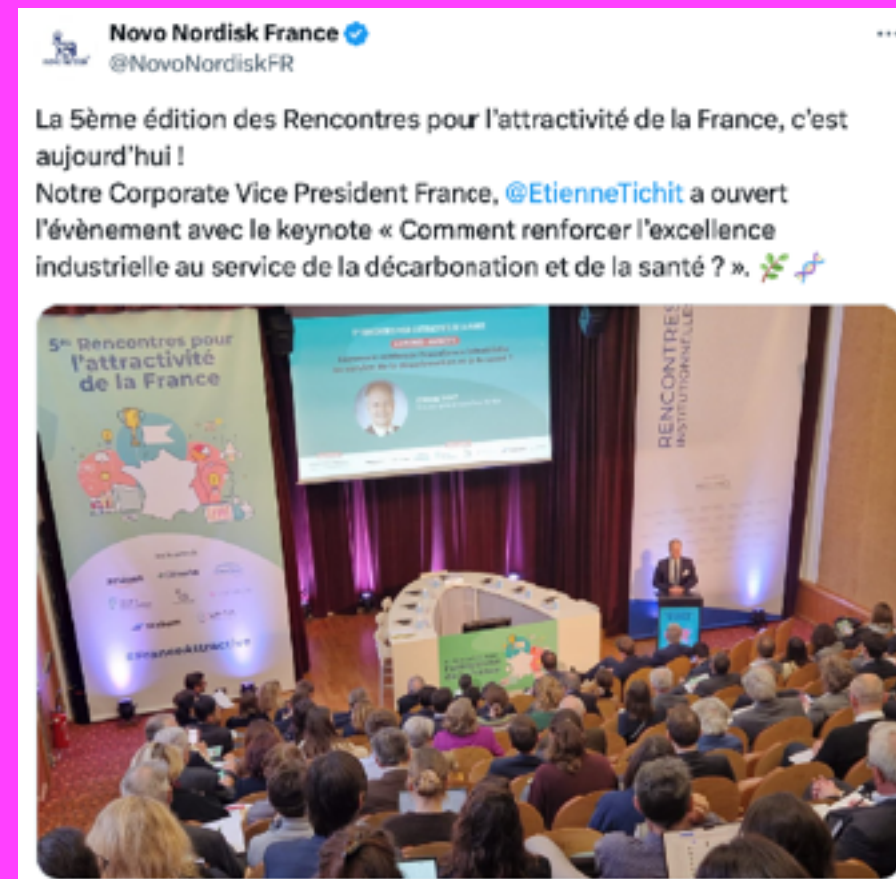 Novo Nordisk France
@NovoNordiskFR
La 5ème édition des Rencontres pour l'attractivité de la France, c'est
aujourd'hui !
Notre Corporate Vice President France, @EtienneTichit a ouvert
l'évènement avec le keynote « Comment renforcer l'excellence
industrielle au service de la décarbonation et de la santé ? ».
5es Rencontres pour
l'attractivité
de la France
#FranceAttractive
RENCONTRES
INSTITUTIONNELLES